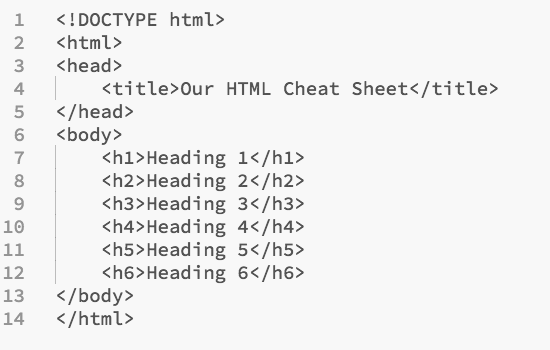 1 <!DOCTYPE html>
2 <html>
3 <head>
4 <title>Our HTML Cheat Sheet</title>
5 </head>
6 <body>
7 <h1>Heading 1</h1>
8 <h2>Heading 2</h2>
9 <h3>Heading 3</h3>
10 <h4>Heading 4</h4>
11 <h5>Heading 5</h5>
12 <h6>Heading 6</h6>
13 </body>
14 </html>